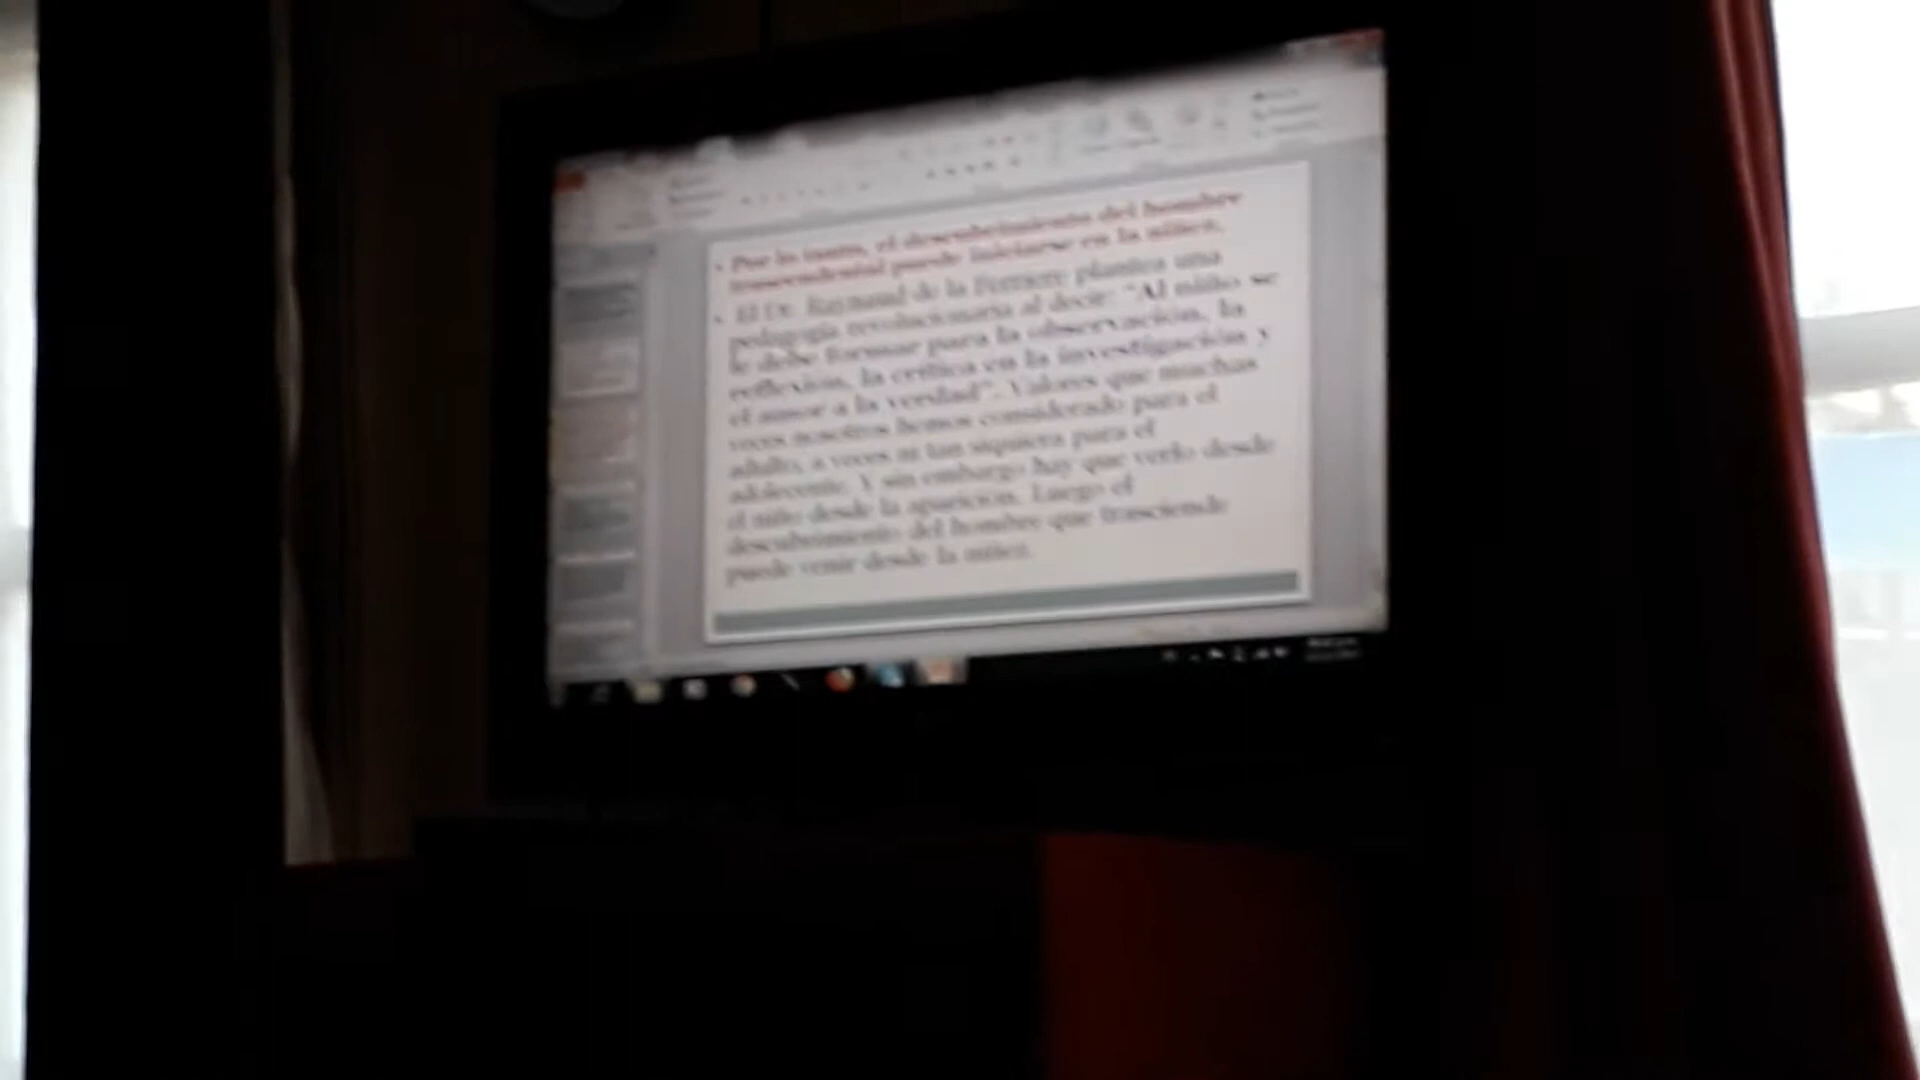 • Por lo tanto, el descubrimiento del hombre
trascendental puede iniciarse en la niñez.
• El Dr. Raynaud de la Ferriere plantea una
pedagogía revolucionaria al decir: "Al niño se
le debe formar para la observación, la
reflexión, la crítica en la investigación y
el amor a la verdad". Valores que muchas
veces nosotros hemos considerado para el
adulto, a veces ni tan siquiera para el
adolecente. Y sin embargo hay que verlo desde
el niño desde la aparición. Luego el
descubrimiento del hombre que trasciende
puede venir desde la niñez.